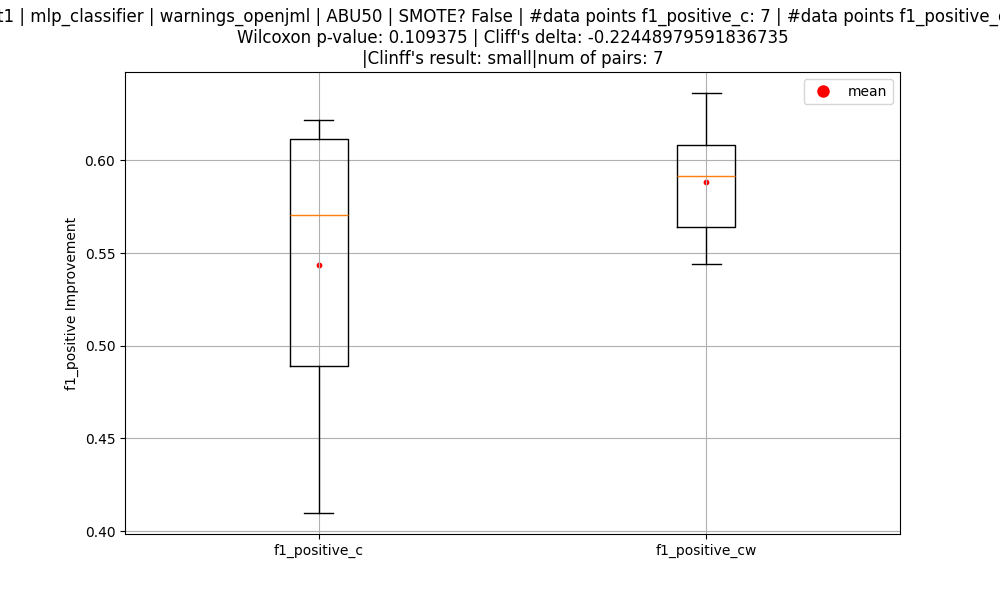 t1 | mlp_classifier | warnings_openjml | ABU50 | SMOTE? False | #data points f1_positive_c: 7 | #data points f1_positive_
Wilcoxon p-value: 0.109375 | Cliff's delta: -0.22448979591836735
|Clinff's result: small|num of pairs: 7
mean
0.60
0.55
0.50
0.45
0.40
f1_positive Improvement
f1_positive_c
f1_positive_cw